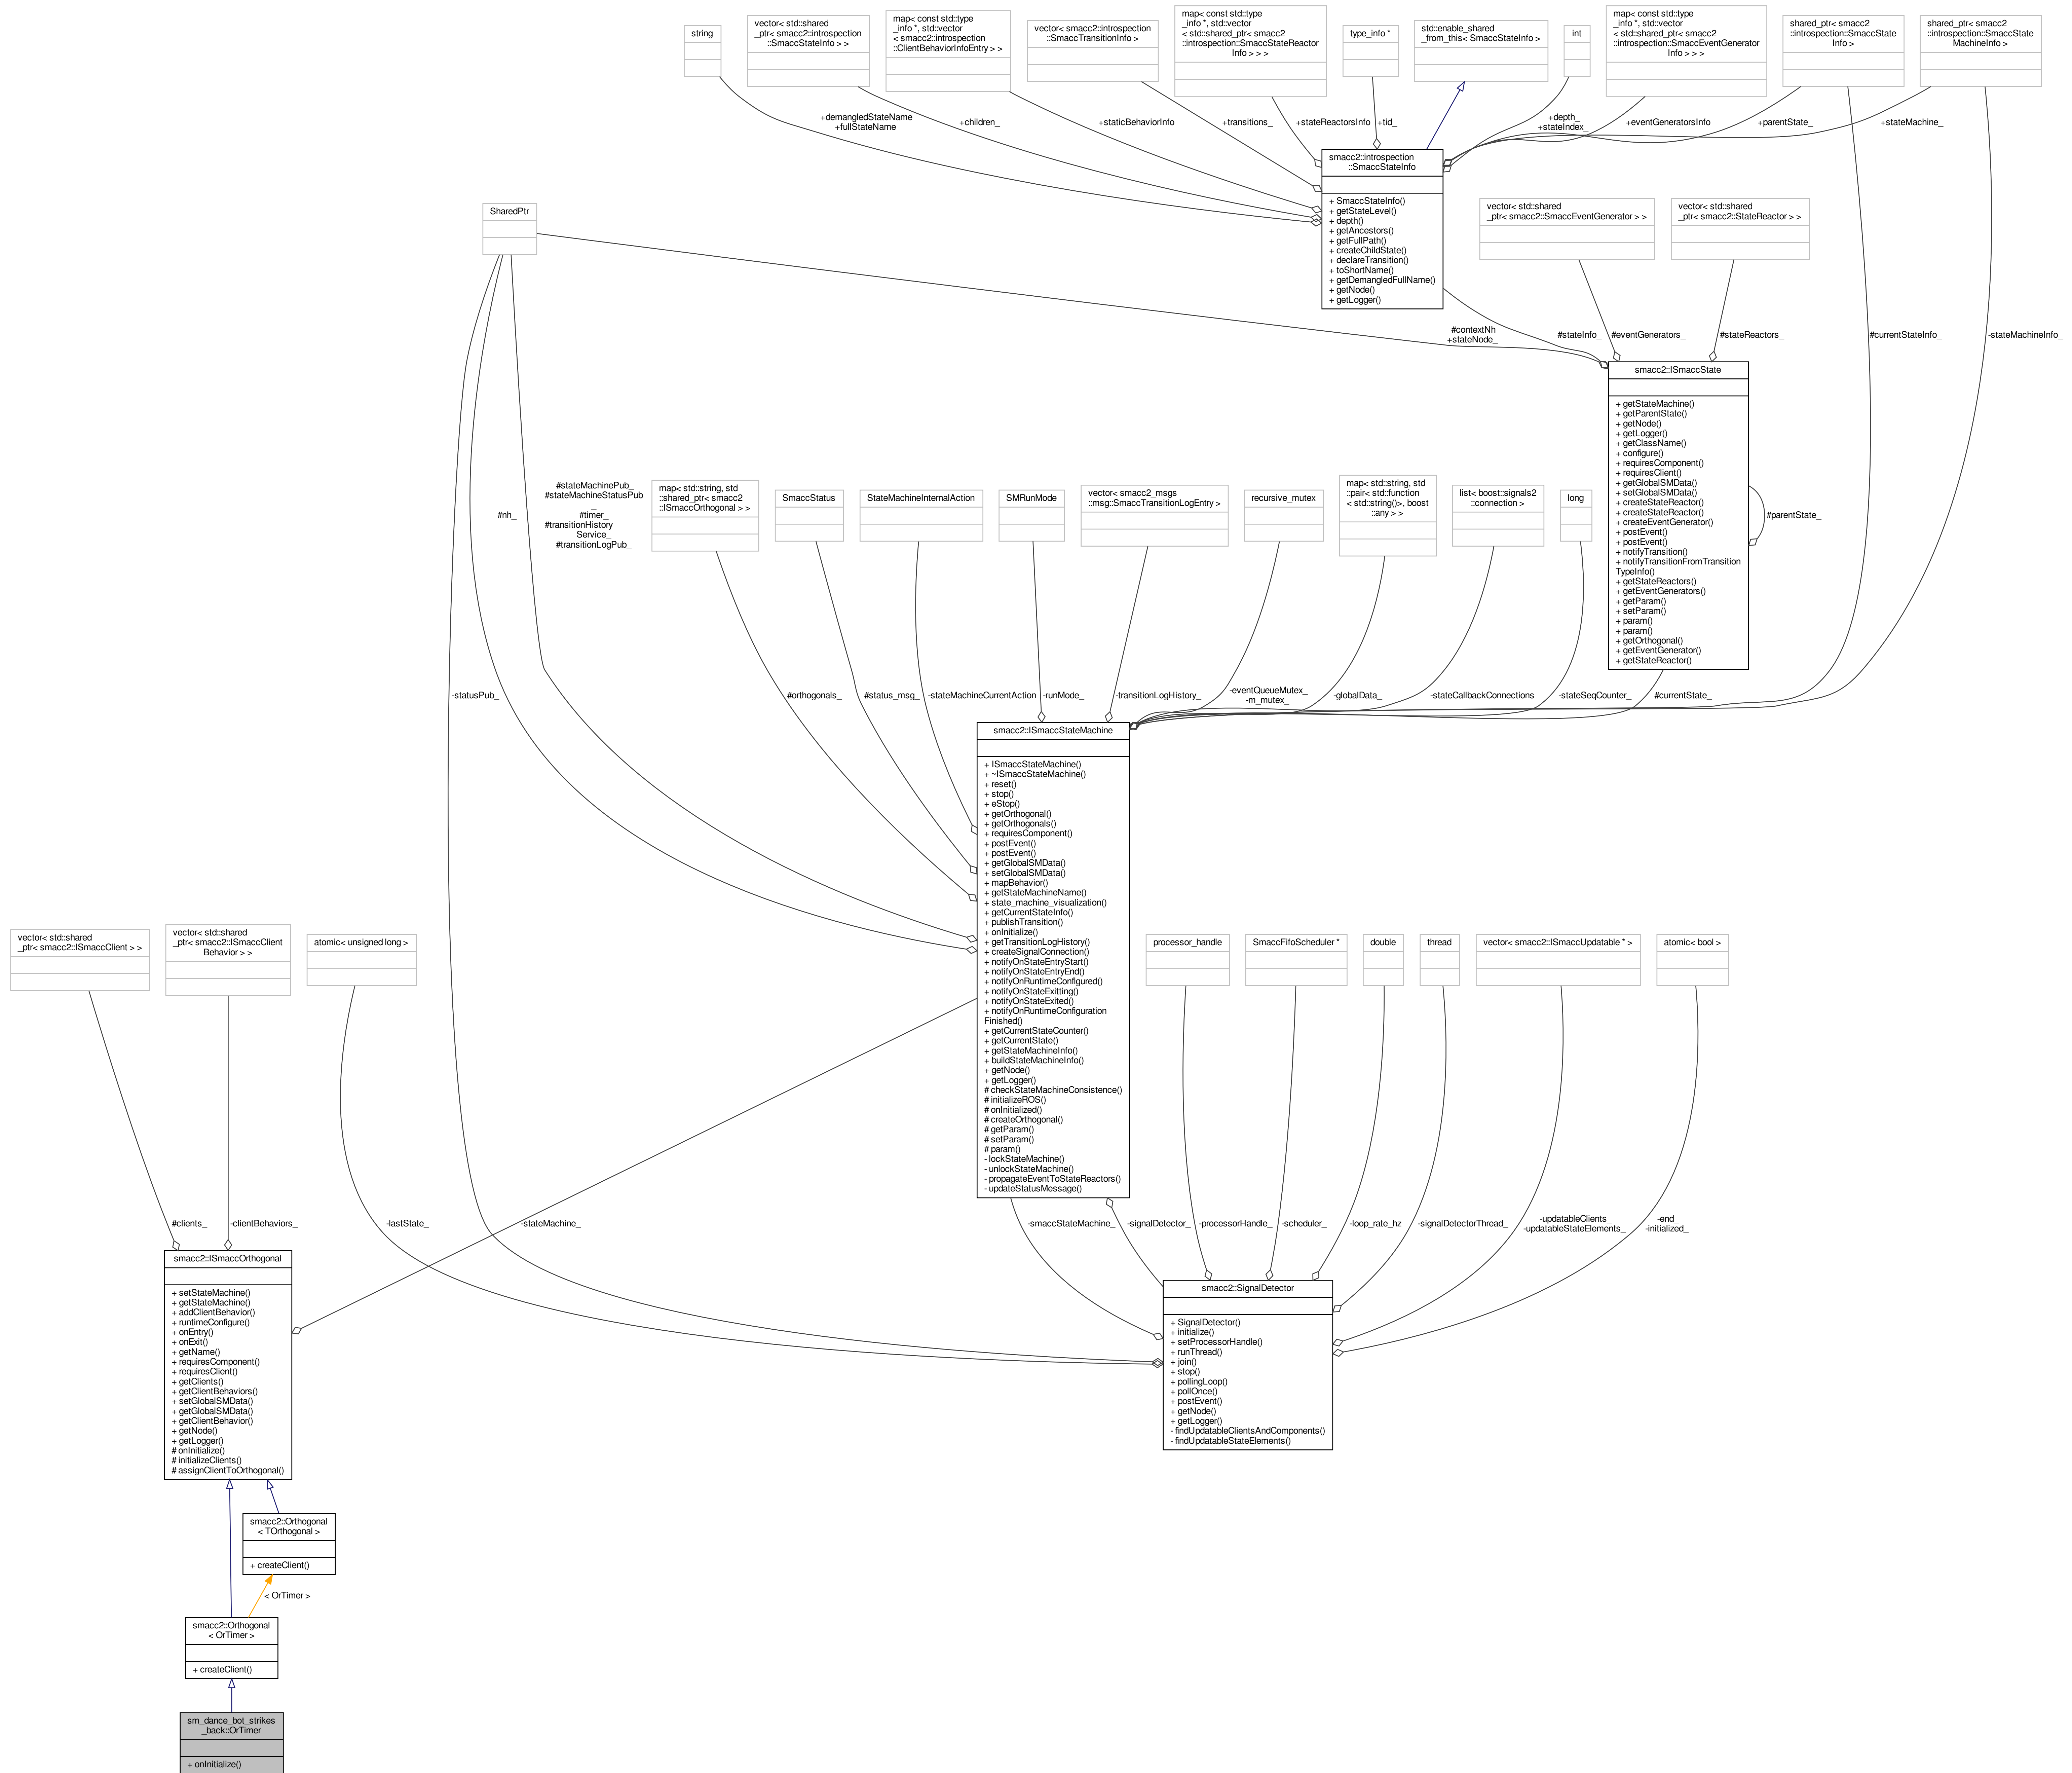 string
vector< std::shared
_ptr< smacc2::introspection
::SmaccStateInfo > >
map< const std::type
_info *, std::vector
< smacc2::introspection
::ClientBehaviorInfoEntry > >
vector< smacc2::introspection
::SmaccTransitionInfo >
map< const std::type
_info *, std::vector
< std::shared_ptr< smacc2
::introspection::SmaccStateReactor
Info > > >
type_info *
std::enable_shared
_from_this< SmaccStateInfo >
int
map< const std::type
_info *, std::vector
< std::shared_ptr< smacc2
::introspection::SmaccEventGenerator
Info > > >
shared_ptr< smacc2
::introspection::SmaccState
Info >
shared_ptr< smacc2
::introspection::SmaccState
MachineInfo >
+demangledStateName
+fullStateName
+children_
+staticBehaviorInfo
+transitions_
+stateReactorsInfo
+tid_
+depth_
+stateIndex_
+eventGeneratorsInfo
+parentState_
+stateMachine_
smacc2::introspection
::SmaccStateInfo
+ SmaccStateInfo()
+ getStateLevel()
+ depth()
+ getAncestors()
+ getFullPath()
+ createChildState()
+ declareTransition()
+ toShortName()
+ getDemangledFullName()
+ getNode()
+ getLogger()
SharedPtr
vector< std::shared
_ptr< smacc2::SmaccEventGenerator > >
vector< std::shared
_ptr< smacc2::StateReactor > >
#contextNh
+stateNode_
#stateInfo_
#eventGenerators_
#stateReactors_
#currentStateInfo_
-stateMachineInfo_
smacc2::ISmaccState
+ getStateMachine()
+ getParentState()
+ getNode()
+ getLogger()
+ getClassName()
+ configure()
+ requiresComponent()
+ requiresClient()
+ getGlobalSMData()
+ setGlobalSMData()
+ createStateReactor()
+ createStateReactor()
+ createEventGenerator()
+ postEvent()
+ postEvent()
+ notifyTransition()
+ notifyTransitionFromTransition
TypeInfo()
+ getStateReactors()
+ getEventGenerators()
+ getParam()
+ setParam()
+ param()
+ param()
+ getOrthogonal()
+ getEventGenerator()
+ getStateReactor()
#parentState_
#nh_
#stateMachinePub_
#stateMachineStatusPub
_
#timer_
#transitionHistory
Service_
#transitionLogPub_
map< std::string, std
::shared_ptr< smacc2
::ISmaccOrthogonal > >
SmaccStatus
StateMachineInternalAction
SMRunMode
vector< smacc2_msgs
::msg::SmaccTransitionLogEntry >
recursive_mutex
map< std::string, std
::pair< std::function
< std::string()>, boost
::any > >
list< boost::signals2
::connection >
long
-statusPub_
#orthogonals_
#status_msg_
-stateMachineCurrentAction
-runMode_
-transitionLogHistory_
-eventQueueMutex_
-m_mutex_
-globalData_
-stateCallbackConnections
-stateSeqCounter_
#currentState_
smacc2::ISmaccStateMachine
+ ISmaccStateMachine()
+ ~ISmaccStateMachine()
+ reset()
+ stop()
+ eStop()
+ getOrthogonal()
+ getOrthogonals()
+ requiresComponent()
+ postEvent()
+ postEvent()
+ getGlobalSMData()
+ setGlobalSMData()
+ mapBehavior()
+ getStateMachineName()
+ state_machine_visualization()
+ getCurrentStateInfo()
+ publishTransition()
+ onInitialize()
+ getTransitionLogHistory()
+ createSignalConnection()
+ notifyOnStateEntryStart()
+ notifyOnStateEntryEnd()
+ notifyOnRuntimeConfigured()
+ notifyOnStateExitting()
+ notifyOnStateExited()
+ notifyOnRuntimeConfiguration
Finished()
+ getCurrentStateCounter()
+ getCurrentState()
+ getStateMachineInfo()
+ buildStateMachineInfo()
+ getNode()
+ getLogger()
# checkStateMachineConsistence()
# initializeROS()
# onInitialized()
# createOrthogonal()
# getParam()
# setParam()
# param()
- lockStateMachine()
- unlockStateMachine()
- propagateEventToStateReactors()
- updateStatusMessage()
vector< std::shared
_ptr< smacc2::ISmaccClient > >
vector< std::shared
_ptr< smacc2::ISmaccClient
Behavior > >
atomic< unsigned long >
processor_handle
SmaccFifoScheduler *
double
thread
vector< smacc2::ISmaccUpdatable * >
atomic< bool >
#clients_
-clientBehaviors_
-lastState_
-stateMachine_
-smaccStateMachine_
-signalDetector_
-processorHandle_
-scheduler_
-loop_rate_hz
-signalDetectorThread_
-updatableClients_
-updatableStateElements_
-end_
-initialized_
smacc2::ISmaccOrthogonal
+ setStateMachine()
+ getStateMachine()
+ addClientBehavior()
+ runtimeConfigure()
+ onEntry()
+ onExit()
+ getName()
+ requiresComponent()
+ requiresClient()
+ getClients()
+ getClientBehaviors()
+ setGlobalSMData()
+ getGlobalSMData()
+ getClientBehavior()
+ getNode()
+ getLogger()
# onInitialize()
# initializeClients()
# assignClientToOrthogonal()
smacc2::SignalDetector
+ SignalDetector()
+ initialize()
+ setProcessorHandle()
+ runThread()
+ join()
+ stop()
+ pollingLoop()
+ pollOnce()
+ postEvent()
+ getNode()
+ getLogger()
- findUpdatableClientsAndComponents()
- findUpdatableStateElements()
smacc2::Orthogonal
< TOrthogonal >
+ createClient()
< OrTimer >
smacc2::Orthogonal
< OrTimer >
+ createClient()
sm_dance_bot_strikes
_back::OrTimer
+ onInitialize()